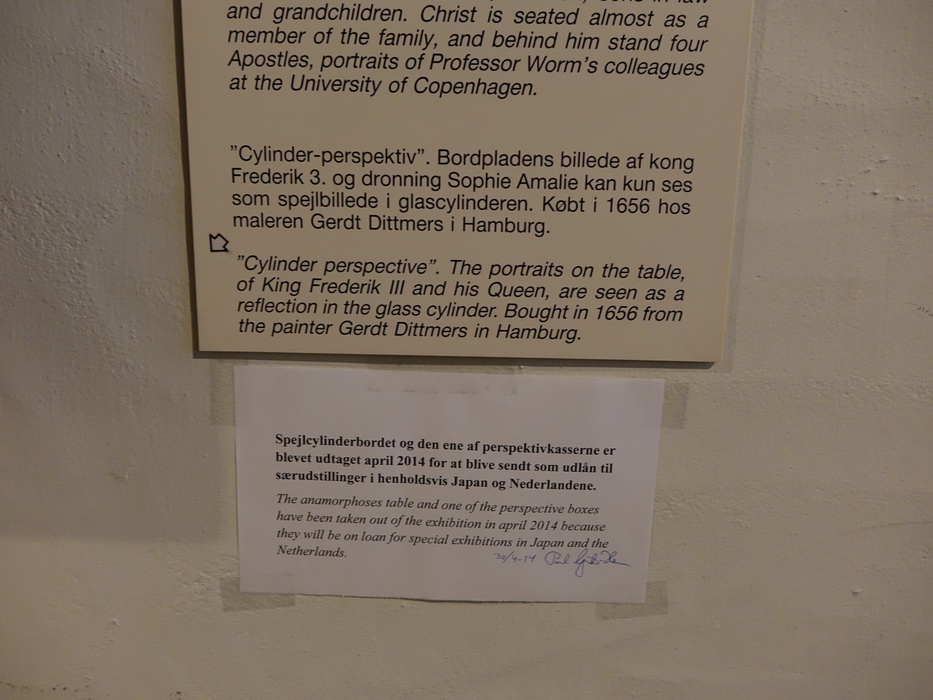 sons in law
and grandchildren. Christ is seated almost as a
member of the family, and behind him stand four
Apostles, portraits of Professor Worm's colleagues
at the University of Copenhagen.
"Cylinder-perspektiv". Bordpladens billede af kong
Frederik 3. og dronning Sophie Amalie kan kun ses
som spejlbillede i glascylinderen. Købt i 1656 hos
maleren Gerdt Dittmers i Hamburg.
"Cylinder perspective". The portraits on the table,
of King Frederik III and his Queen, are seen as a
reflection in the glass cylinder. Bought in 1656 from
the painter Gerdt Dittmers in Hamburg.
Spejlcylinderbordet og den ene af perspektivkasserne er
blevet udtaget april 2014 for at blive sendt som udlån til
særudstillinger i henholdsvis Japan og Nederlandene.
The anamorphoses table and one of the perspective boxes
have been taken out of the exhibition in april 2014 because
they will be on loan for special exhibitions in Japan and the
Netherlands.